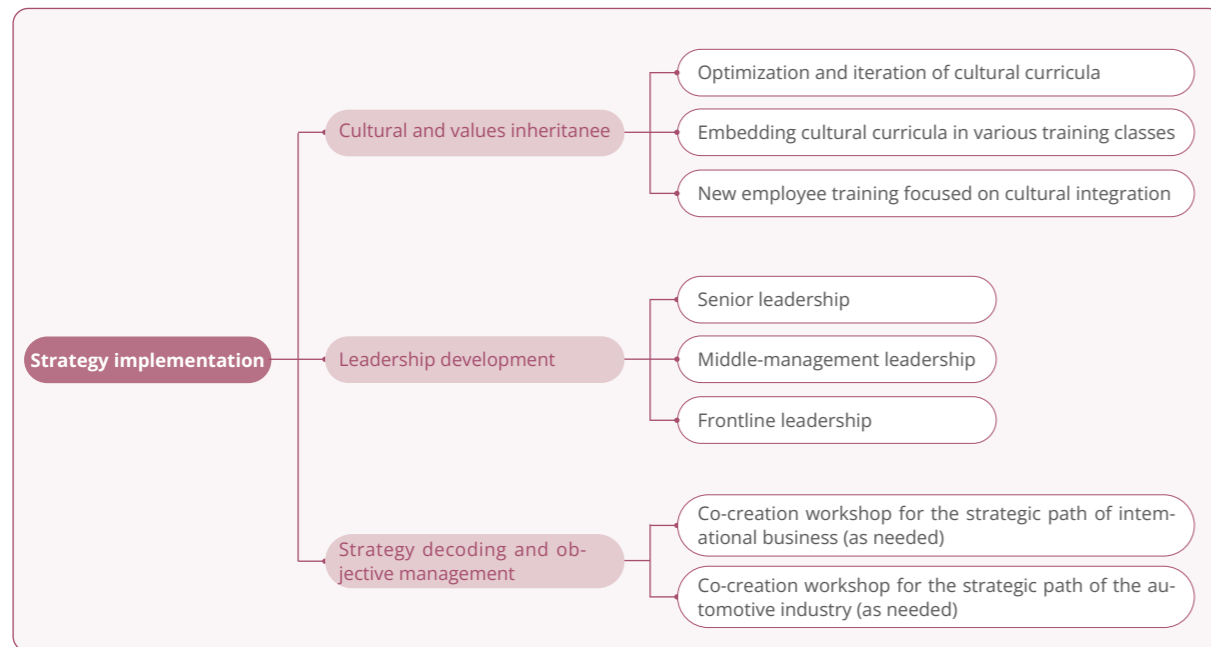 Strategy implementation
Cultural and values inheritanee
Optimization and iteration of cultural curricula
Embedding cultural curricula in various training classes
New employee training focused on cultural integration
Leadership development
Senior leadership
Middle-management leadership
Frontline leadership
Strategy decoding and ob-
jective management
Co-creation workshop for the strategic path of intem-
ational business (as needed)
Co-creation workshop for the strategic path of the au-
tomotive industry (as needed)